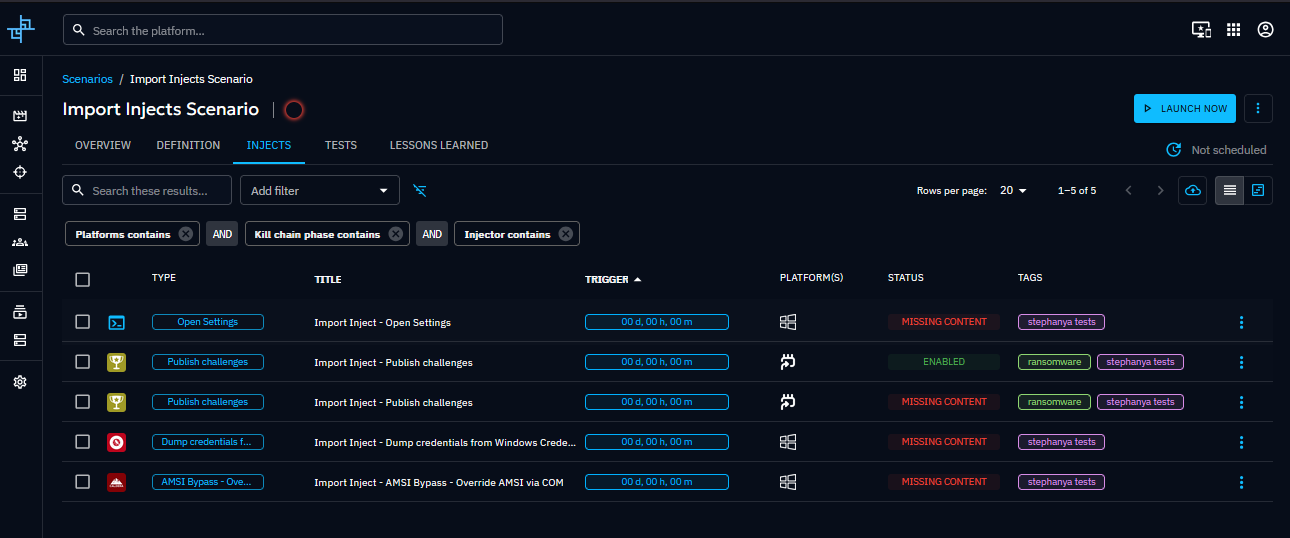 Search the platform...
Scenarios / Import Injects Scenario
Import Injects Scenario
LAUNCH NOW
OVERVIEW DEFINITION INJECTS TESTS LESSONS LEARNED
Not scheduled
Search these results... Add filter Rows per page: 20 1–5 of 5
Platforms contains AND Kill chain phase contains AND Injector contains
TYPE TITLE TRIGGER PLATFORM(S) STATUS TAGS
Open Settings Import Inject - Open Settings 00 d, 00 h, 00 m MISSING CONTENT stephanya tests
Publish challenges Import Inject - Publish challenges 00 d, 00 h, 00 m ENABLED ransomware stephanya tests
Publish challenges Import Inject - Publish challenges 00 d, 00 h, 00 m MISSING CONTENT ransomware stephanya tests
Dump credentials f... Import Inject - Dump credentials from Windows Crede... 00 d, 00 h, 00 m MISSING CONTENT stephanya tests
AMSI Bypass - Ove... Import Inject - AMSI Bypass - Override AMSI via COM 00 d, 00 h, 00 m MISSING CONTENT stephanya tests